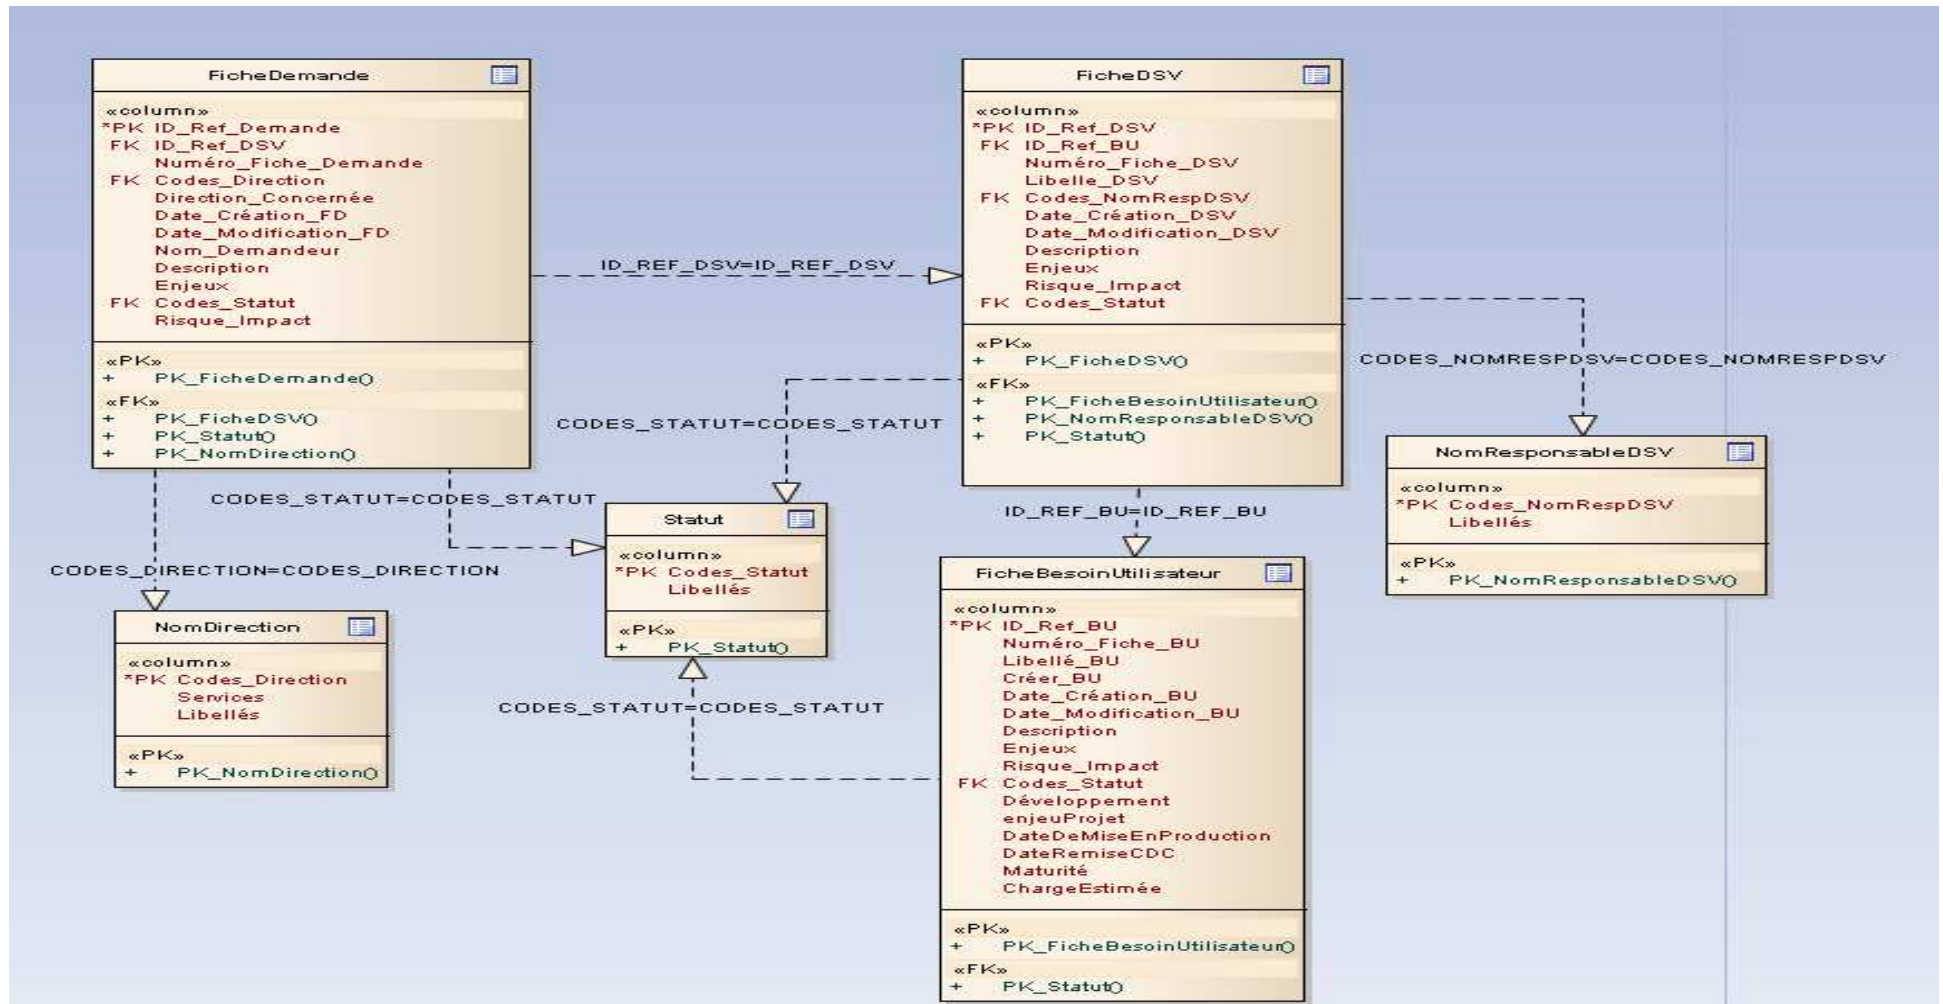 FicheDemande
«column»
*PK ID_Ref_Demande
FK ID_Ref_DSV
Numéro_Fiche_Demande
FK Codes_Direction
Direction_Concernée
Date_Création_FD
Date_Modification_FD
Nom_Demandeur
Description
Enjeux
FK Codes_Statut
Risque_Impact
«PK»
+ PK_FicheDemande()
«FK»
+ PK_FicheDSV()
+ PK_Statut()
+ PK_NomDirection()
ID_REF_DSV=ID_REF_DSV
FicheDSV
«column»
*PK ID_Ref_DSV
FK ID_Ref_BU
Numéro_Fiche_DSV
Libelle_DSV
FK Codes_NomRespDSV
Date_Création_DSV
Date_Modification_DSV
Description
Enjeux
Risque_Impact
FK Codes_Statut
«PK»
+ PK_FicheDSV()
«FK»
+ PK_FicheBesoinUtilisateur()
+ PK_NomResponsableDSV()
+ PK_Statut()
CODES_NOMRESPDSV=CODES_NOMRESPDSV
CODES_STATUT=CODES_STATUT
NomResponsableDSV
«column»
*PK Codes_NomRespDSV
Libellés
«PK»
+ PK_NomResponsableDSV()
CODES_STATUT=CODES_STATUT
ID_REF_BU=ID_REF_BU
CODES_DIRECTION=CODES_DIRECTION
Statut
«column»
*PK Codes_Statut
Libellés
«PK»
+ PK_Statut()
NomDirection
«column»
*PK Codes_Direction
Services
Libellés
«PK»
+ PK_NomDirection()
CODES_STATUT=CODES_STATUT
FicheBesoinUtilisateur
«column»
*PK ID_Ref_BU
Numéro_Fiche_BU
Libellé_BU
Créer_BU
Date_Création_BU
Date_Modification_BU
Description
Enjeux
Risque_Impact
FK Codes_Statut
Développement
enjeuProjet
DateDeMiseEnProduction
DateRemiseCDC
Maturité
ChargeEstimée
«PK»
+ PK_FicheBesoinUtilisateur()
«FK»
+ PK_Statut()